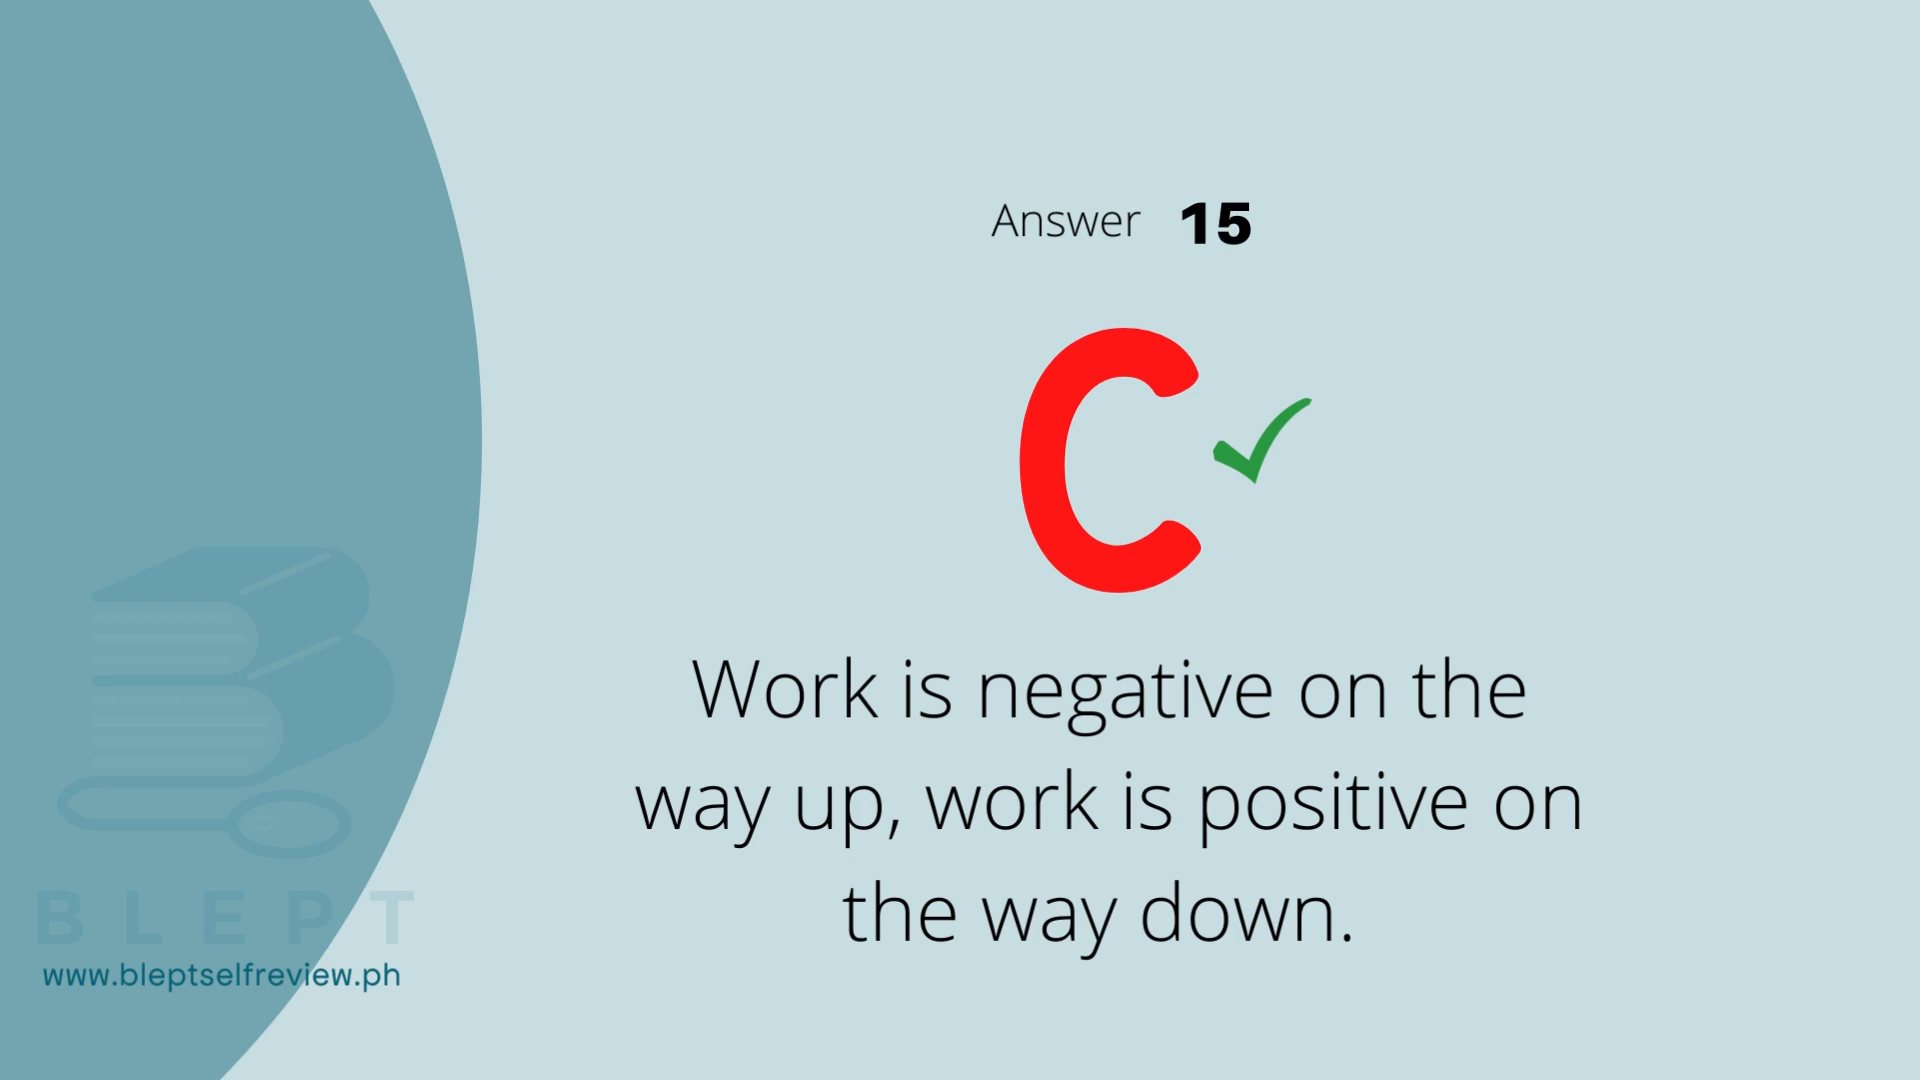 Answer 15
C
Work is negative on the
way up, work is positive on
the way down.
BLEPT
www.bleptselfreview.ph